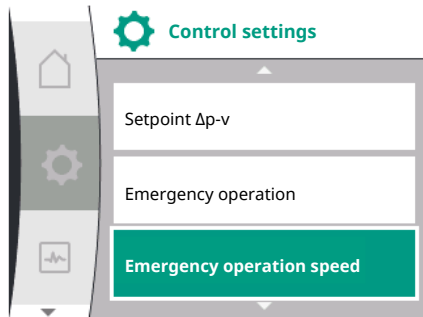 Control settings
Setpoint Δp-v
Emergency operation
Emergency operation speed